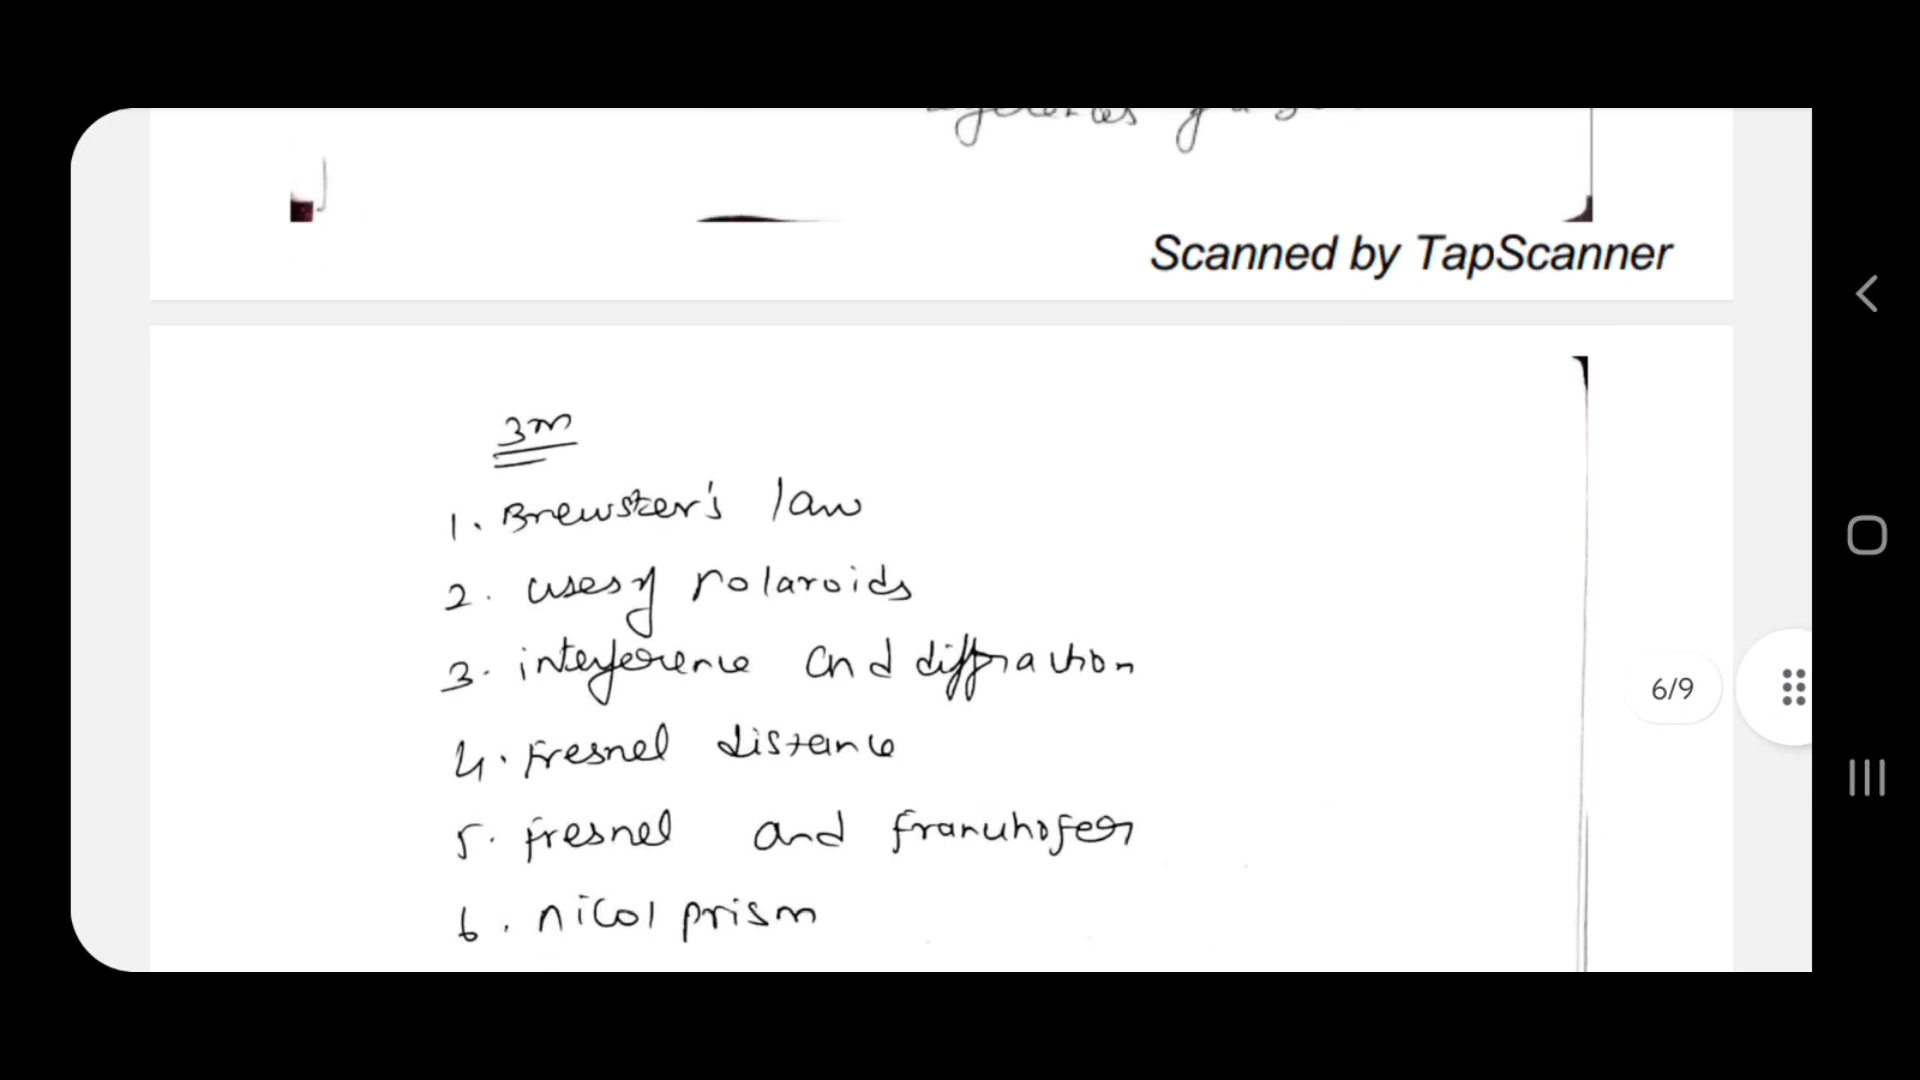 Scanned by TapScanner
3m
1. Brewster's law
2. uses of Polaroids
3. interference and diffraction
4. Fresnel distance
5. fresnel and franuhofer
6/9
6. nicol prism